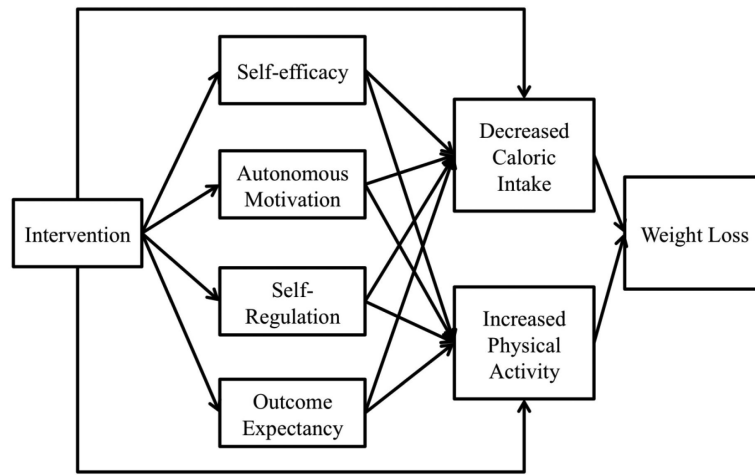 Intervention
Self-efficacy
Autonomous
Motivation
Self-
Regulation
Outcome
Expectancy
Decreased
Caloric
Intake
Increased
Physical
Activity
Weight Loss